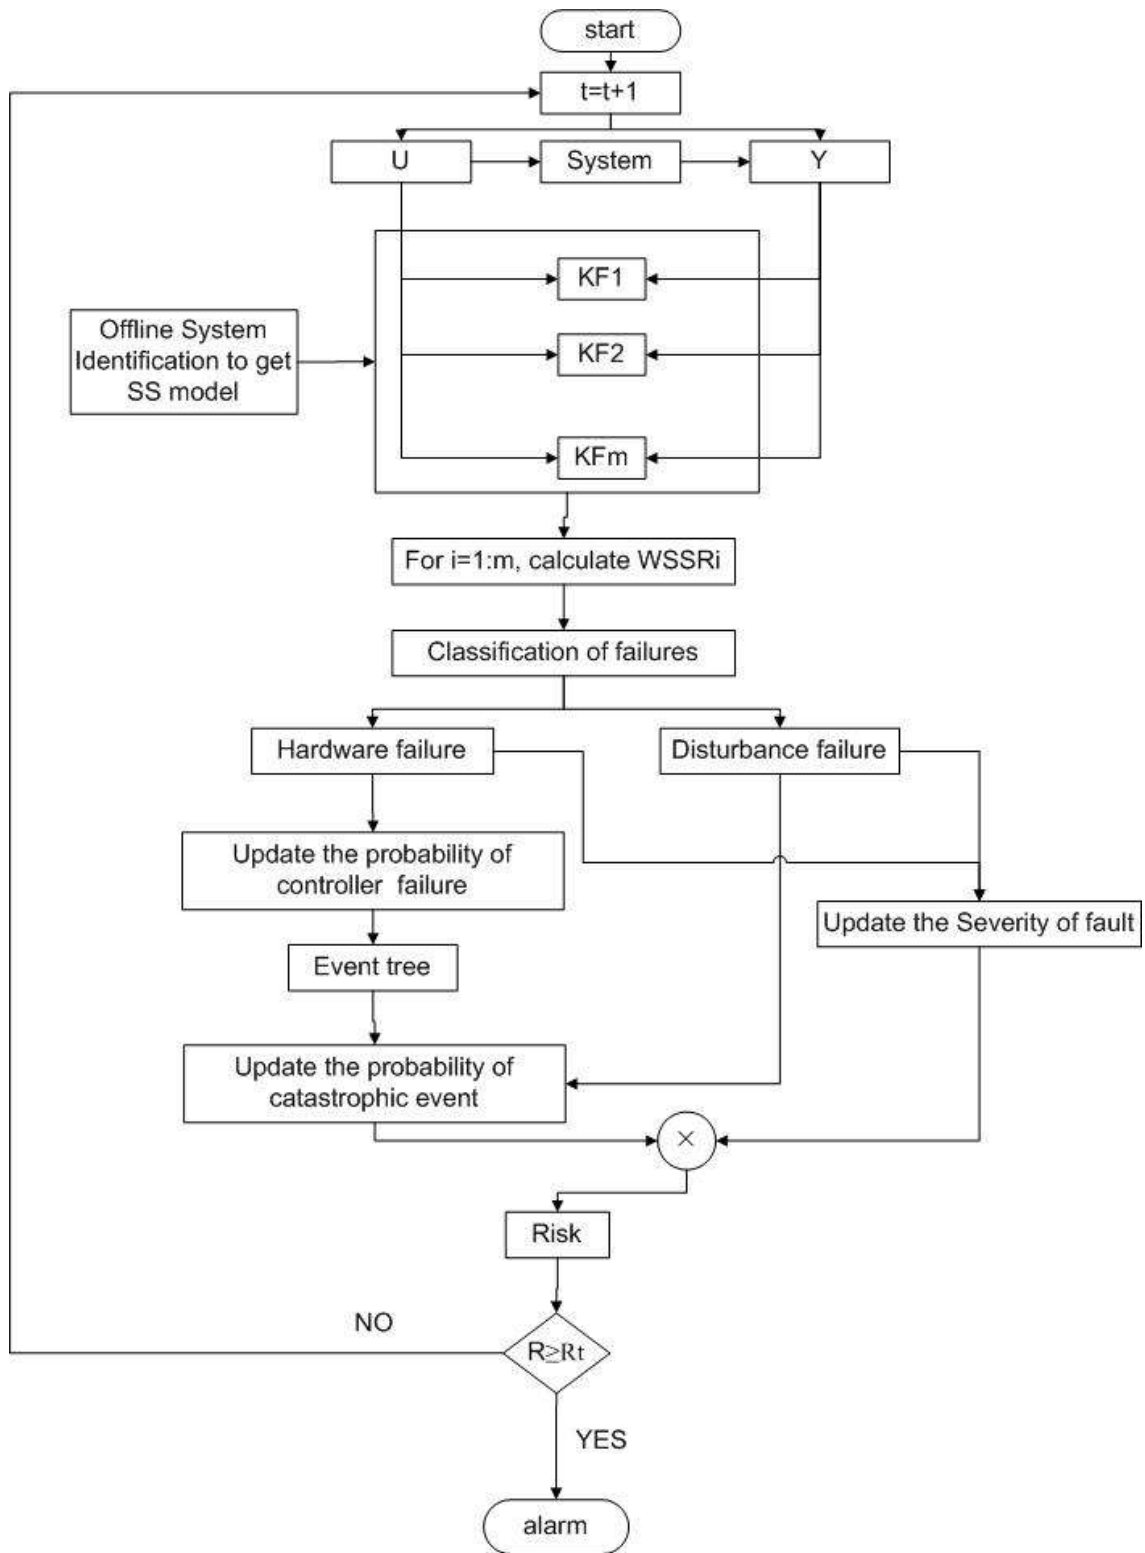 start
t=t+1
U
System
Y
KF1
Offline System
Identification to get
SS model
KF2
KFm
For i=1:m, calculate WSSRi
Classification of failures
Hardware failure
Disturbance failure
Update the probability of
controller failure
Update the Severity of fault
Event tree
Update the probability of
catastrophic event
×
Risk
NO
R≥Rt
YES
alarm